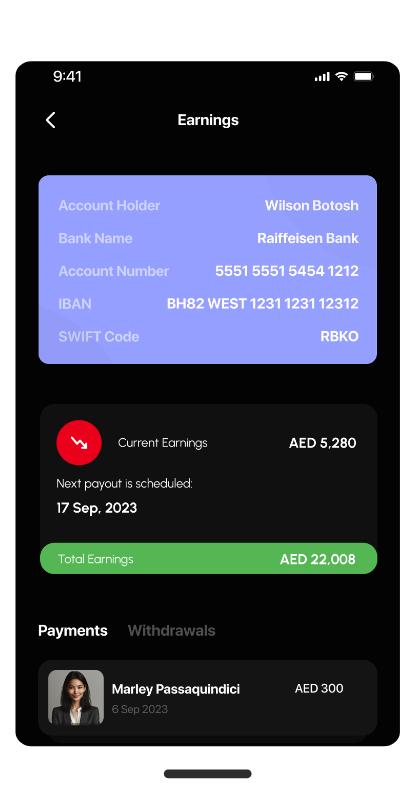 9:41
Earnings
Account Holder Wilson Botosh
Bank Name Raiffeisen Bank
Account Number 5551 5551 5454 1212
IBAN BH82 WEST 1231 1231 12312
SWIFT Code RBKO
Current Earnings AED 5,280
Next payout is scheduled:
17 Sep, 2023
Total Earnings AED 22,008
Payments Withdrawals
Marley Passaquindici AED 300
6 Sep 2023